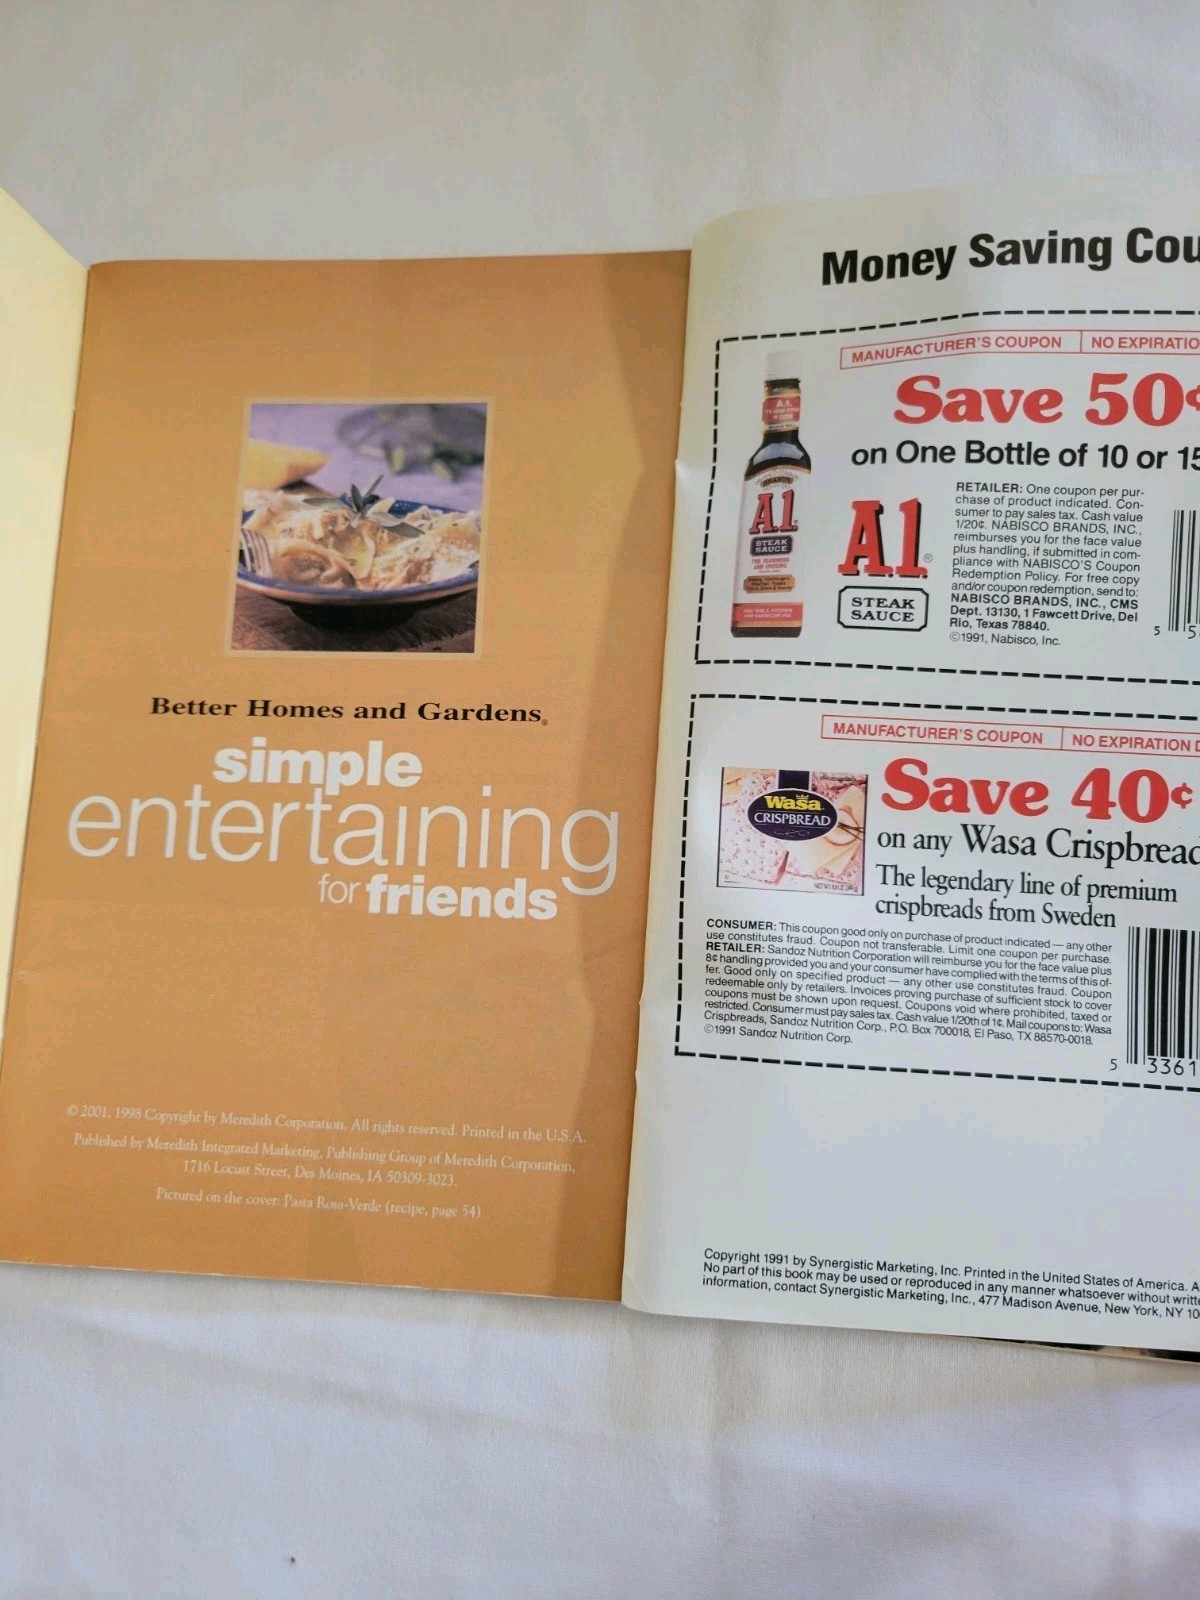 Better Homes and Gardens®
simple
entertaining
for friends
© 2001, 1998 Copyright by Meredith Corporation. All rights reserved. Printed in the U.S.A.
Published by Meredith Integrated Marketing, Publishing Group of Meredith Corporation,
1716 Locust Street, Des Moines, IA 50309-3023.
Pictured on the cover: Pasta Rosa-Verde (recipe, page 54)
Money Saving Cou
MANUFACTURER'S COUPON NO EXPIRATIO
Save 50¢
on One Bottle of 10 or 15
A.1.
STEAK
SAUCE
A.1.®
STEAK
SAUCE
RETAILER: One coupon per pur-
chase of product indicated. Con-
sumer to pay sales tax. Cash value
1/20¢. NABISCO BRANDS, INC.,
reimburses you for the face value
plus handling, if submitted in com-
pliance with NABISCO'S Coupon
Redemption Policy. For free copy
and/or coupon redemption, send to:
NABISCO BRANDS, INC., CMS
Dept. 13130, 1 Fawcett Drive, Del
Rio, Texas 78840.
©1991, Nabisco, Inc.
5 5
MANUFACTURER'S COUPON NO EXPIRATION D
Save 40¢
on any Wasa Crispbread
The legendary line of premium
crispbreads from Sweden
Wasa
CRISPBREAD
CONSUMER: This coupon good only on purchase of product indicated — any other
use constitutes fraud. Coupon not transferable. Limit one coupon per purchase.
RETAILER: Sandoz Nutrition Corporation will reimburse you for the face value plus
8¢ handling provided you and your consumer have complied with the terms of this of-
fer. Good only on specified product — any other use constitutes fraud. Coupon
redeemable only by retailers. Invoices proving purchase of sufficient stock to cover
coupons must be shown upon request. Coupons void where prohibited, taxed or
restricted. Consumer must pay sales tax. Cash value 1/20th of 1¢. Mail coupons to: Wasa
Crispbreads, Sandoz Nutrition Corp., P.O. Box 700018, El Paso, TX 88570-0018.
©1991 Sandoz Nutrition Corp.
5 3361
Copyright 1991 by Synergistic Marketing, Inc. Printed in the United States of America. A
No part of this book may be used or reproduced in any manner whatsoever without writte
information, contact Synergistic Marketing, Inc., 477 Madison Avenue, New York, NY 10